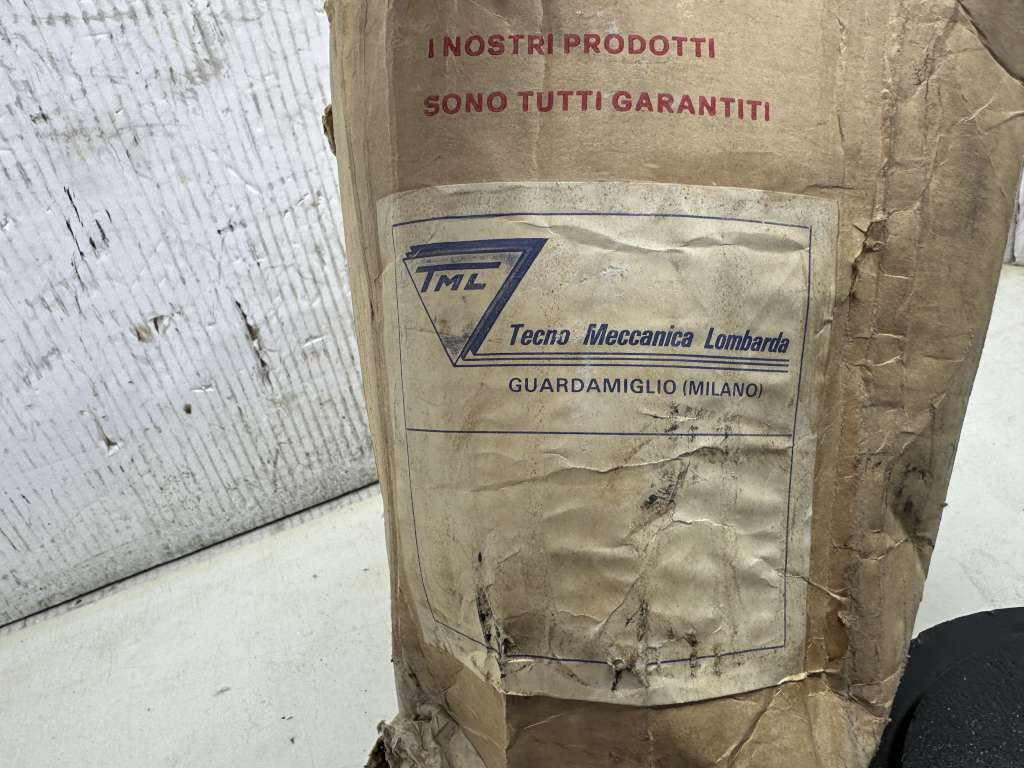 I NOSTRI PRODOTTI
SONO TUTTI GARANTITI
TML
Tecno Meccanica Lombarda
GUARDAMIGLIO (MILANO)